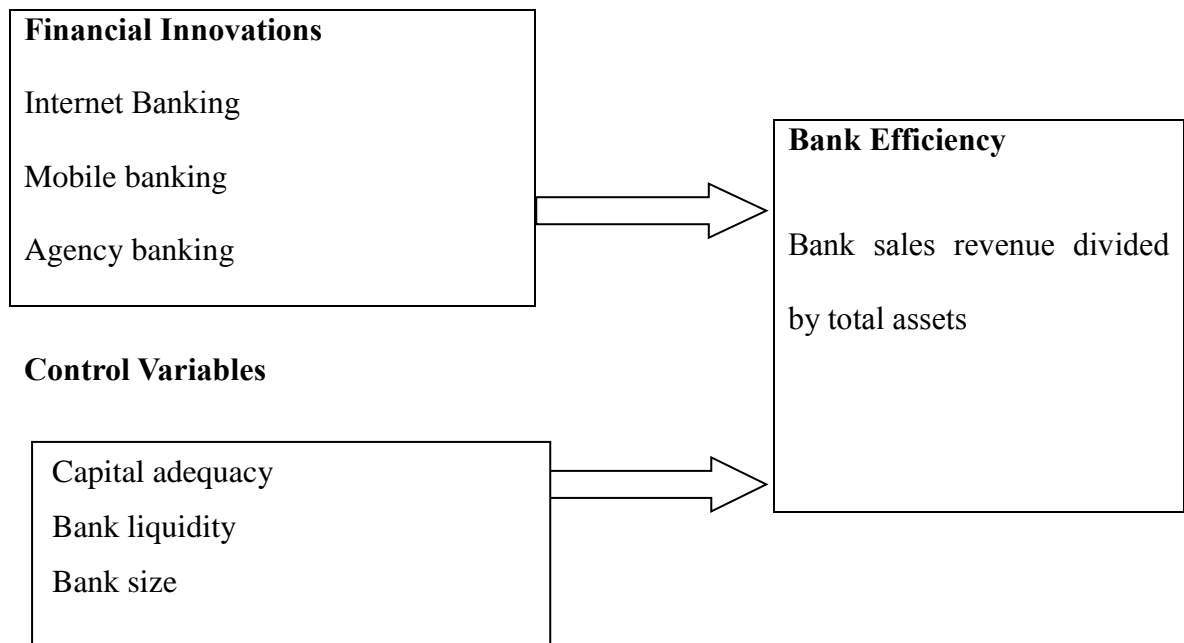 Financial Innovations
Internet Banking
Mobile banking
Agency banking
Bank Efficiency
Bank sales revenue divided
by total assets
Control Variables
Capital adequacy
Bank liquidity
Bank size